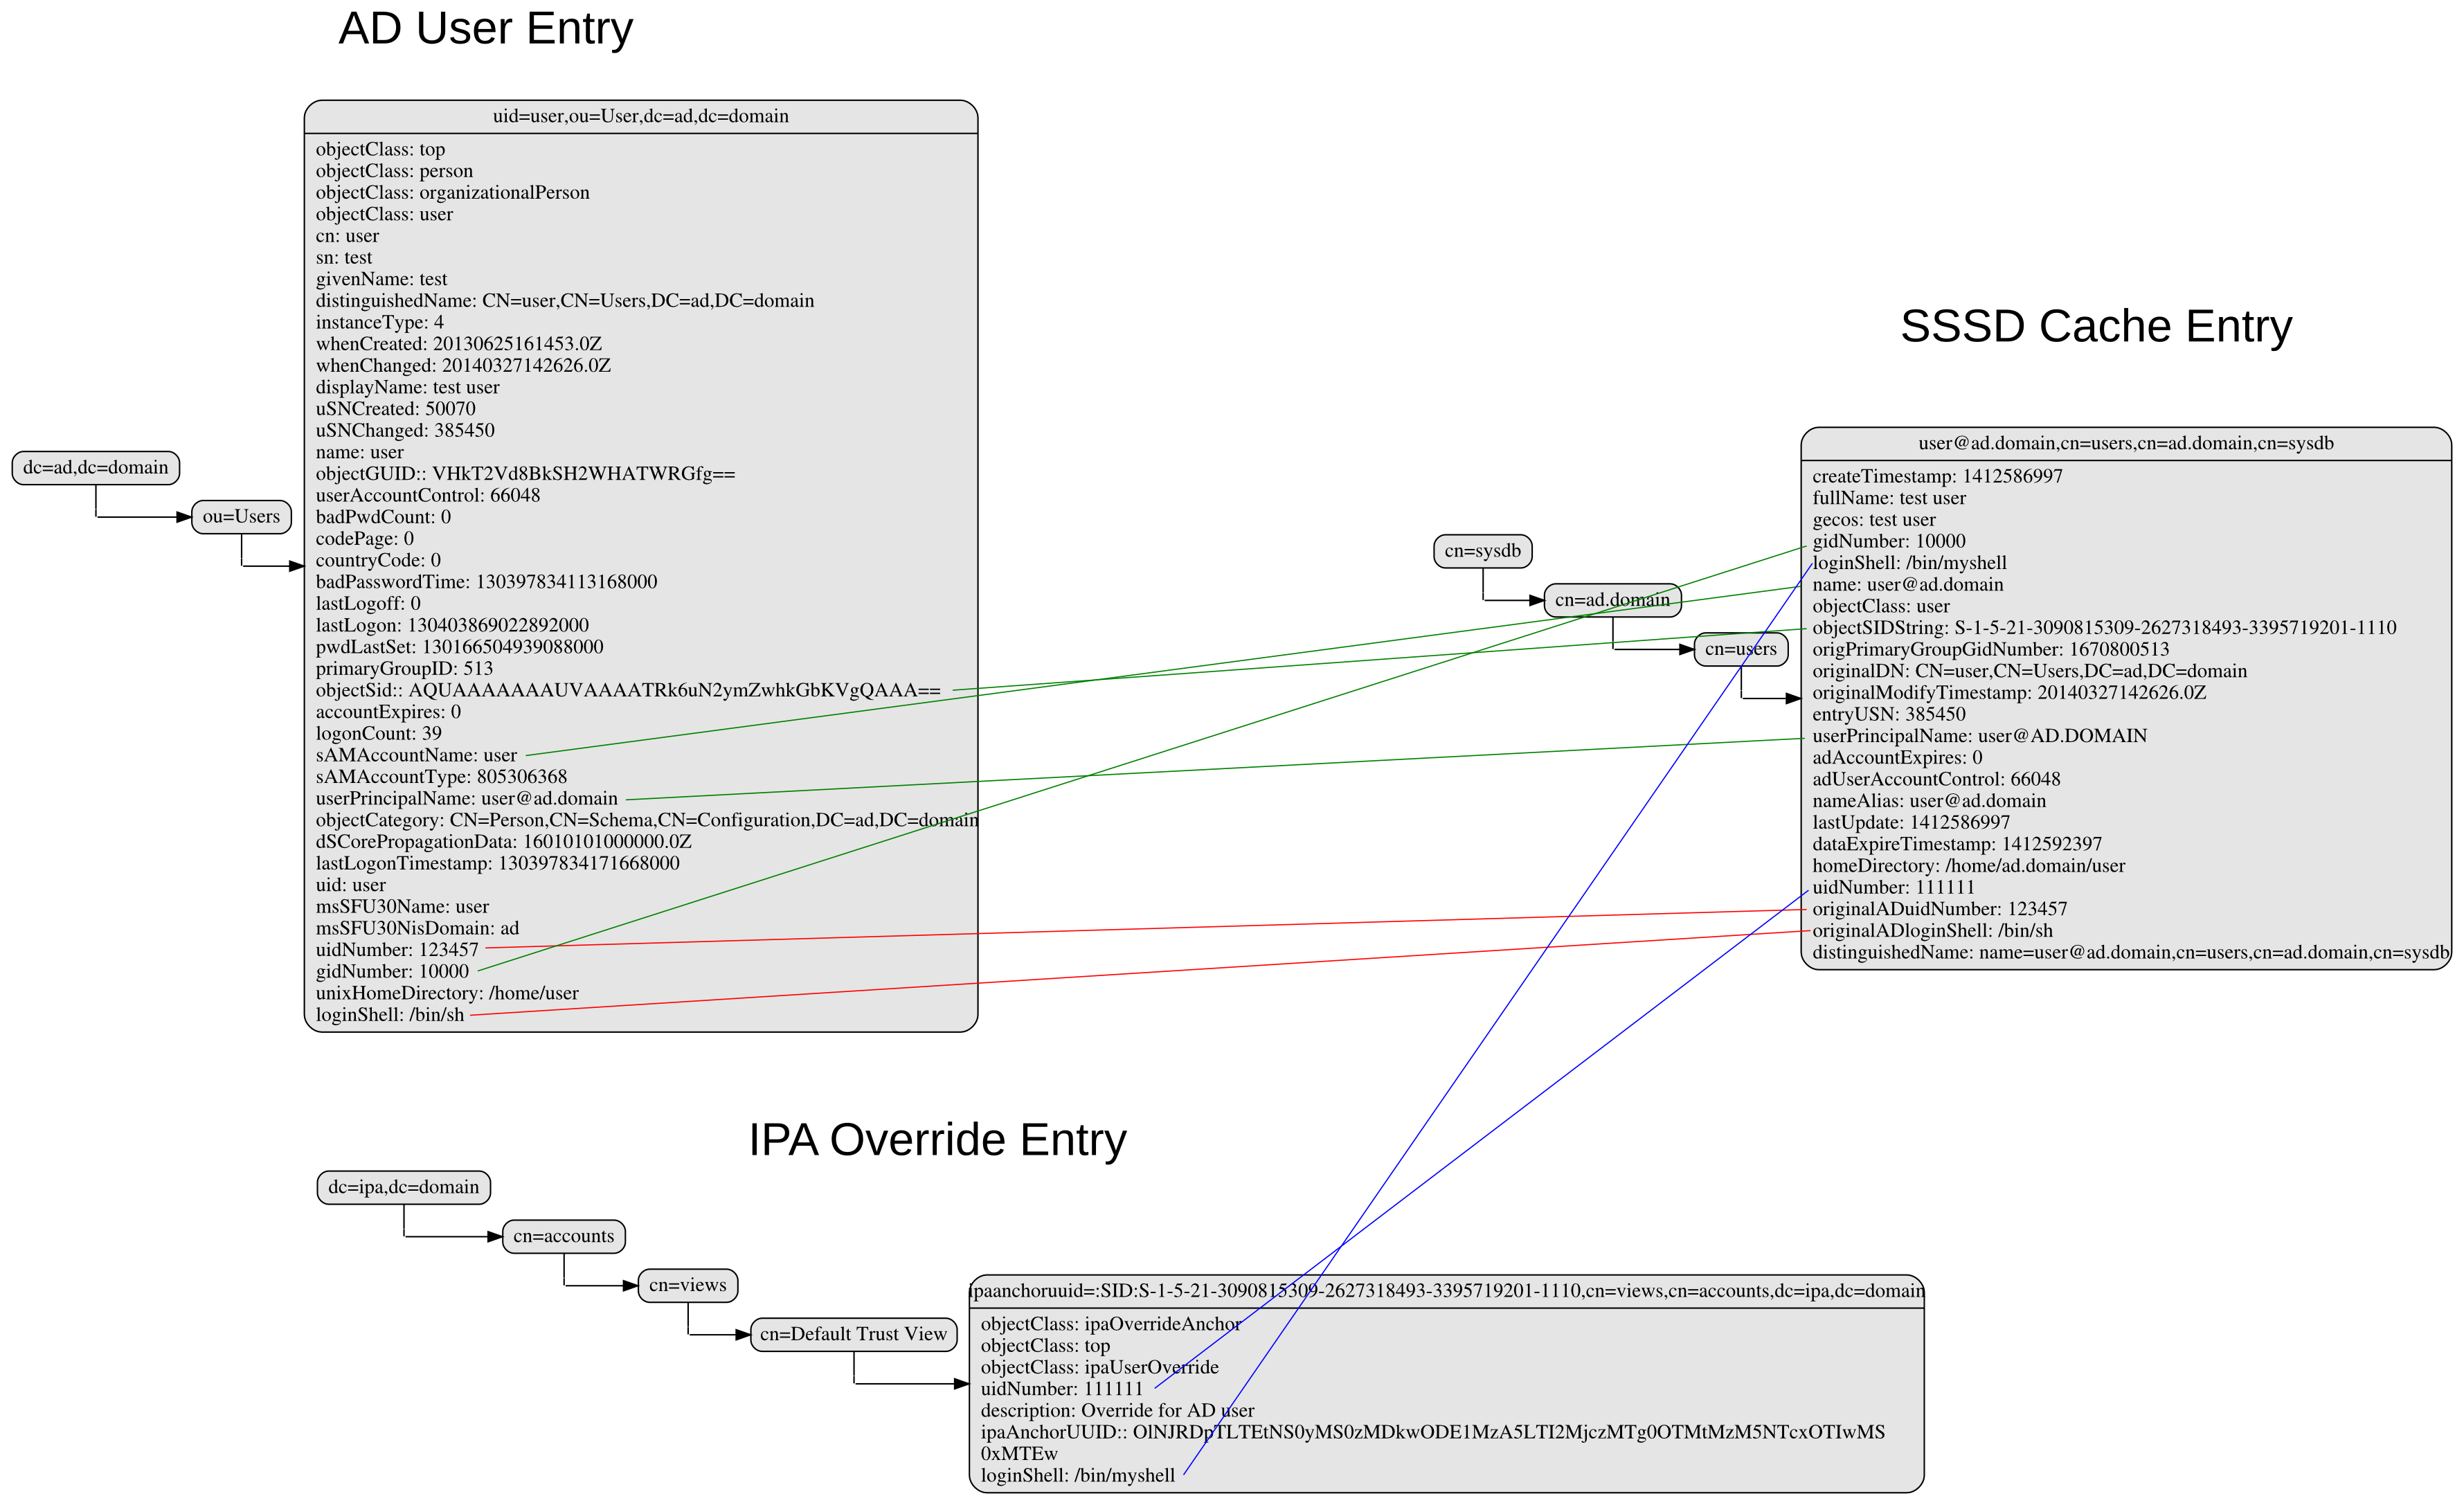 AD User Entry
uid=user,ou=User,dc=ad,dc=domain
objectClass: top
objectClass: person
objectClass: organizationalPerson
objectClass: user
cn: user
sn: test
givenName: test
distinguishedName: CN=user,CN=Users,DC=ad,DC=domain
instanceType: 4
whenCreated: 20130625161453.0Z
whenChanged: 20140327142626.0Z
displayName: test user
uSNCreated: 50070
uSNChanged: 385450
name: user
objectGUID:: VHkT2Vd8BkSH2WHATWRGfg==
userAccountControl: 66048
badPwdCount: 0
codePage: 0
countryCode: 0
badPasswordTime: 130397834113168000
lastLogoff: 0
lastLogon: 130403869022892000
pwdLastSet: 130166504939088000
primaryGroupID: 513
objectSid:: AQUAAAAAAAUVAAAATRk6uN2ymZwhkGbKVgQAAA==
accountExpires: 0
logonCount: 39
sAMAccountName: user
sAMAccountType: 805306368
userPrincipalName: user@ad.domain
objectCategory: CN=Person,CN=Schema,CN=Configuration,DC=ad,DC=domain
dSCorePropagationData: 16010101000000.0Z
lastLogonTimestamp: 130397834171668000
uid: user
msSFU30Name: user
msSFU30NisDomain: ad
uidNumber: 123457
gidNumber: 10000
unixHomeDirectory: /home/user
loginShell: /bin/sh
dc=ad,dc=domain
ou=Users
SSSD Cache Entry
cn=sysdb
cn=ad.domain
cn=users
user@ad.domain,cn=users,cn=ad.domain,cn=sysdb
createTimestamp: 1412586997
fullName: test user
gecos: test user
gidNumber: 10000
loginShell: /bin/myshell
name: user@ad.domain
objectClass: user
objectSIDString: S-1-5-21-3090815309-2627318493-3395719201-1110
origPrimaryGroupGidNumber: 1670800513
originalDN: CN=user,CN=Users,DC=ad,DC=domain
originalModifyTimestamp: 20140327142626.0Z
entryUSN: 385450
userPrincipalName: user@AD.DOMAIN
adAccountExpires: 0
adUserAccountControl: 66048
nameAlias: user@ad.domain
lastUpdate: 1412586997
dataExpireTimestamp: 1412592397
homeDirectory: /home/ad.domain/user
uidNumber: 111111
originalADuidNumber: 123457
originalADloginShell: /bin/sh
distinguishedName: name=user@ad.domain,cn=users,cn=ad.domain,cn=sysdb
IPA Override Entry
dc=ipa,dc=domain
cn=accounts
cn=views
cn=Default Trust View
ipaanchoruuid=:SID:S-1-5-21-3090815309-2627318493-3395719201-1110,cn=views,cn=accounts,dc=ipa,dc=domain
objectClass: ipaOverrideAnchor
objectClass: top
objectClass: ipaUserOverride
uidNumber: 111111
description: Override for AD user
ipaAnchorUUID:: OlNJRDpTLTEtNS0yMS0zMDkwODE1MzA5LTI2MjczMTg0OTMtMzM5NTcxOTIwMS
0xMTEw
loginShell: /bin/myshell